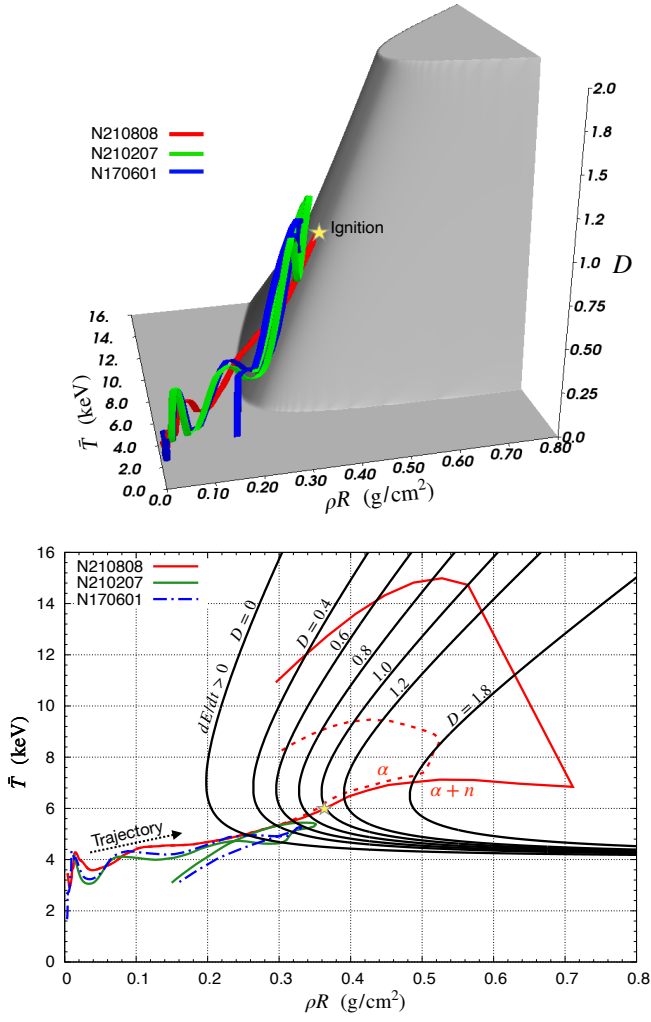 N210808
N210207
N170601
Ignition
2.0
1.8
1.5
1.2
1.0
0.75
0.50
0.25
0.0
D
16.
14.
12.
10.
8.0
6.0
4.0
2.0
0.0
T̄ (keV)
0.0
0.10
0.20
0.30
0.40
0.50
0.60
0.70
0.80
ρR (g/cm²)
N210808
N210207
N170601
16
14
12
10
8
6
4
2
0
T̄ (keV)
dE/dt > 0
D = 0
D = 0.4
0.6
0.8
1.0
1.2
D = 1.8
α
α + n
Trajectory
0
0.1
0.2
0.3
0.4
0.5
0.6
0.7
0.8
ρR (g/cm²)